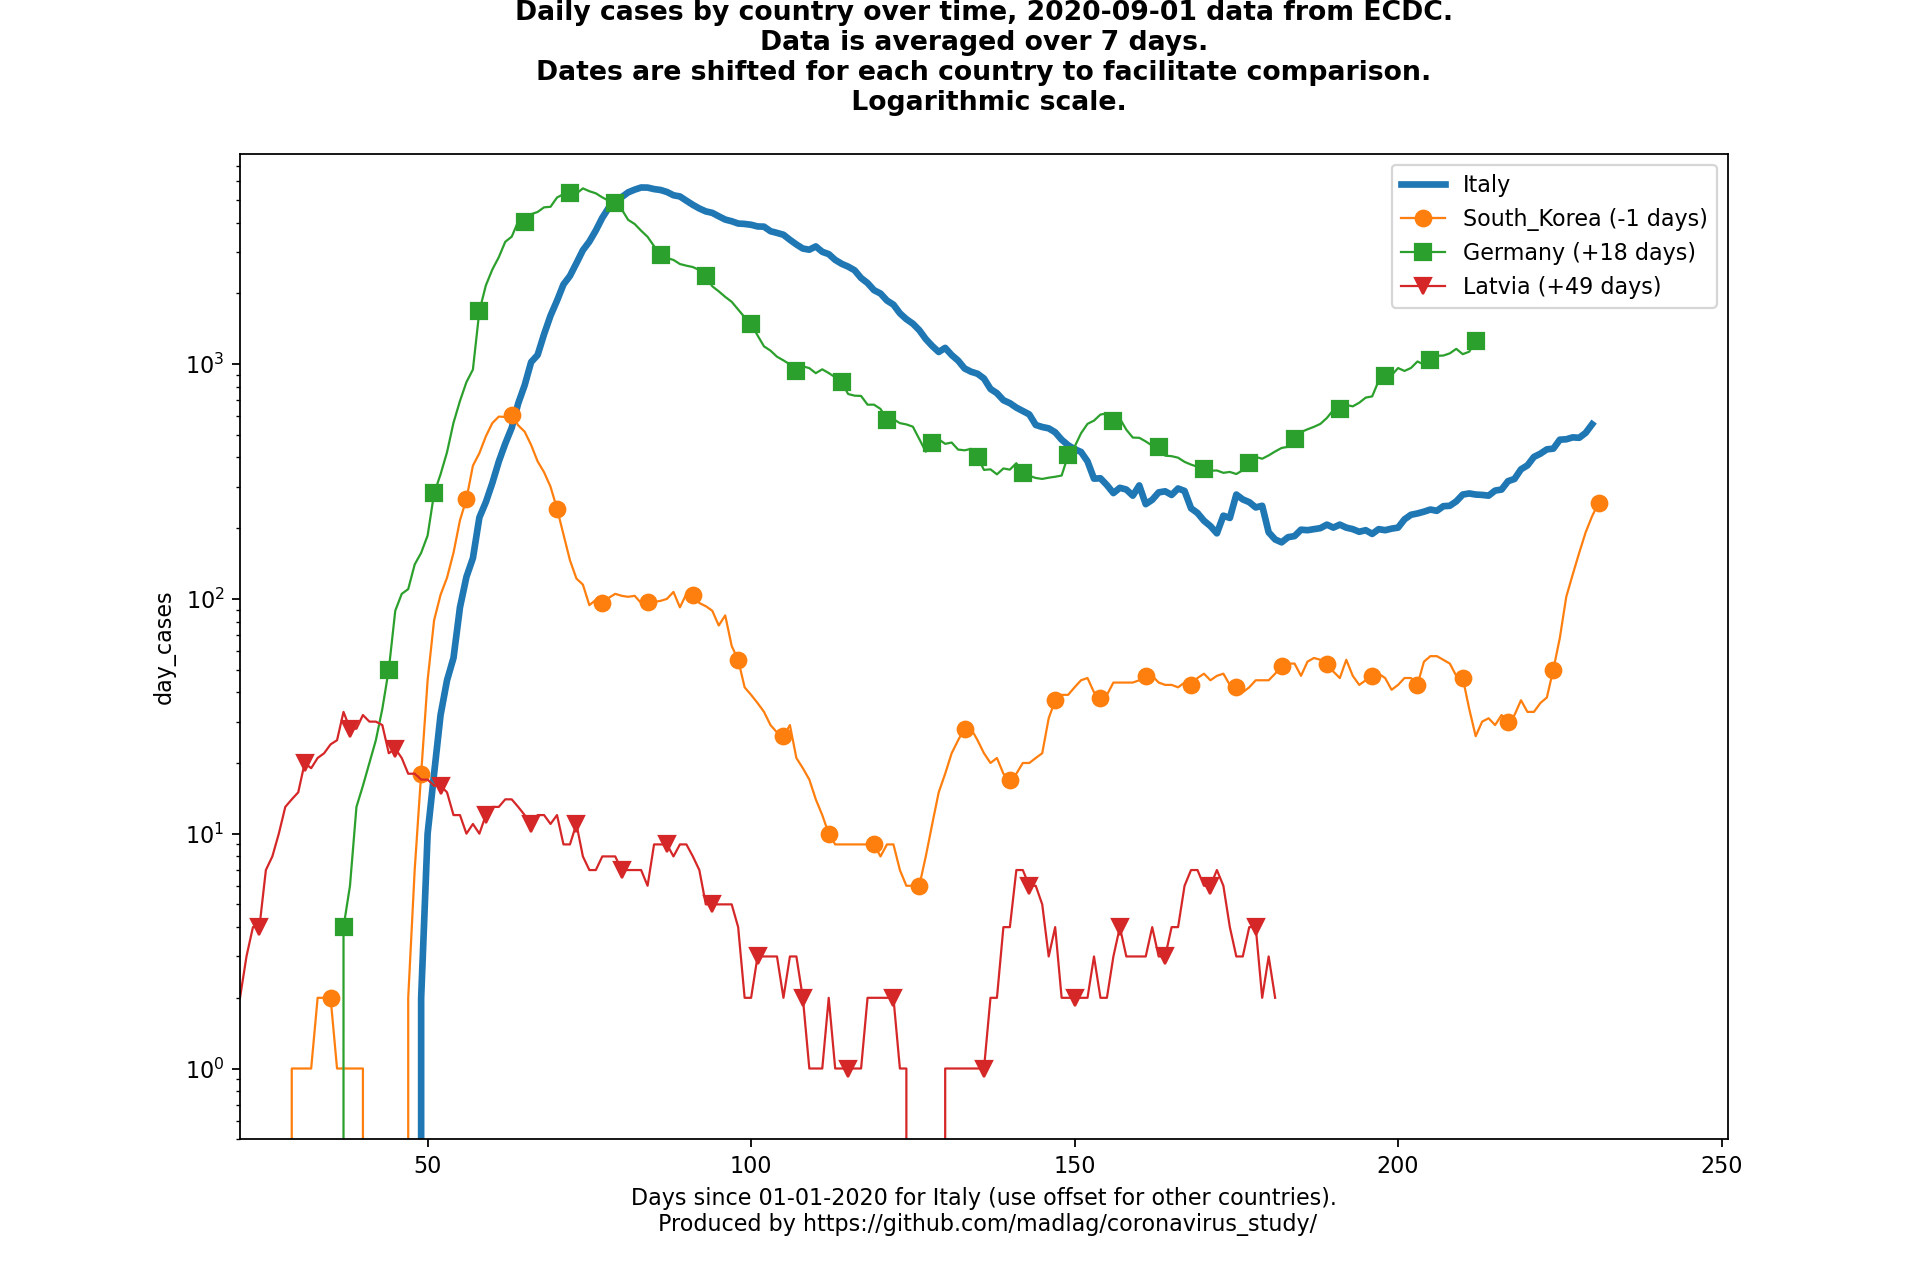 Daily cases by country over time, 2020-09-01 data from ECDC.
Data is averaged over 7 days.
Dates are shifted for each country to facilitate comparison.
Logarithmic scale.
Italy
South_Korea (-1 days)
Germany (+18 days)
Latvia (+49 days)
day_cases
10³
10²
10¹
10⁰
50
100
150
200
250
Days since 01-01-2020 for Italy (use offset for other countries).
Produced by https://github.com/madlag/coronavirus_study/